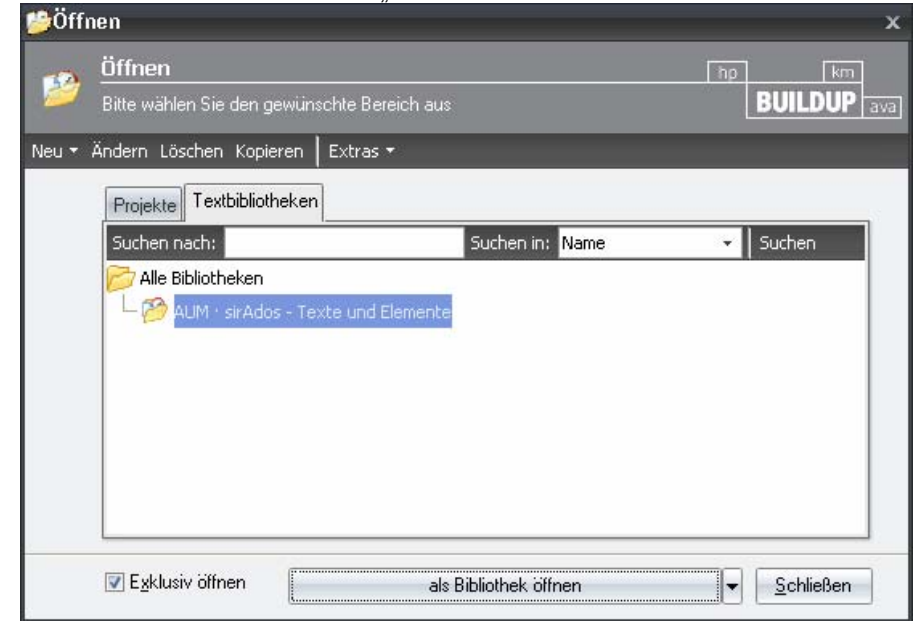 Öffnen
Öffnen
Bitte wählen Sie den gewünschte Bereich aus
hp km
BUILDUP ava
Neu Ändern Löschen Kopieren Extras
Projekte Textbibliotheken
Suchen nach: Suchen in: Name Suchen
Alle Bibliotheken
AUM · sirAdos - Texte und Elemente
Exklusiv öffnen als Bibliothek öffnen Schließen